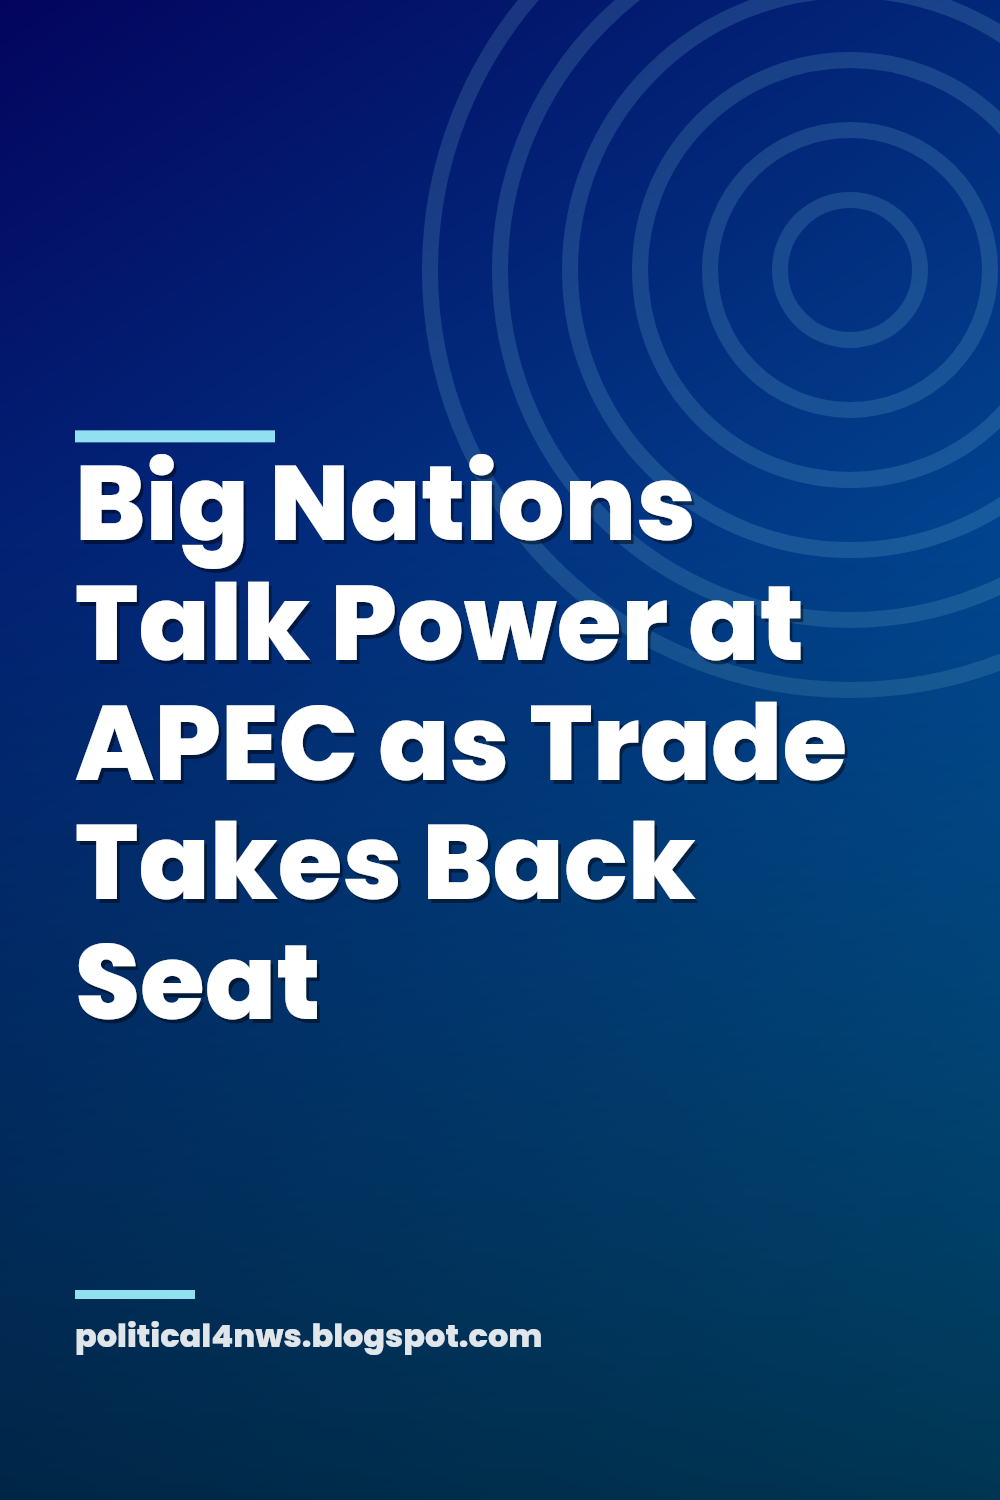 Big Nations
Talk Power at
APEC as Trade
Takes Back
Seat
political4nws.blogspot.com